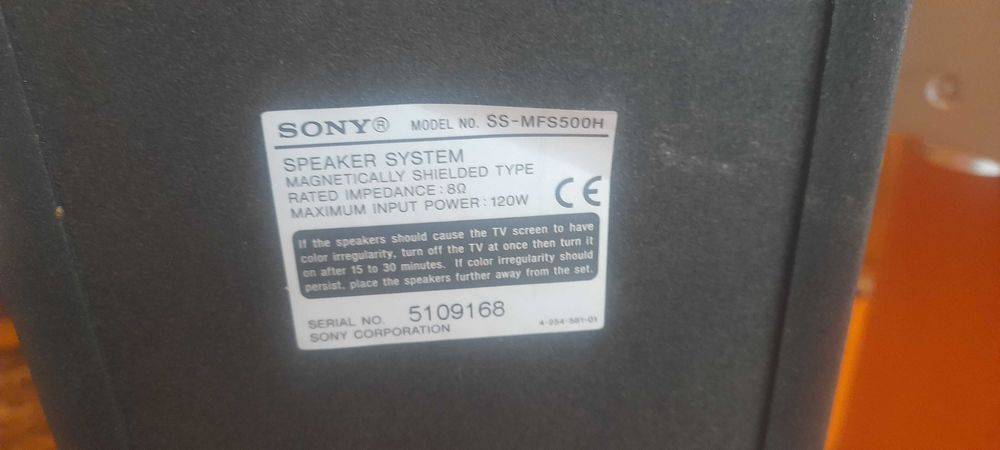 SONY® MODEL NO. SS-MFS500H
SPEAKER SYSTEM
MAGNETICALLY SHIELDED TYPE
RATED IMPEDANCE : 8Ω
MAXIMUM INPUT POWER : 120W CE
If the speakers should cause the TV screen to have
color irregularity, turn off the TV at once then turn it
on after 15 to 30 minutes. If color irregularity should
persist, place the speakers further away from the set.
SERIAL NO. 5109168
SONY CORPORATION 4-254-581-01